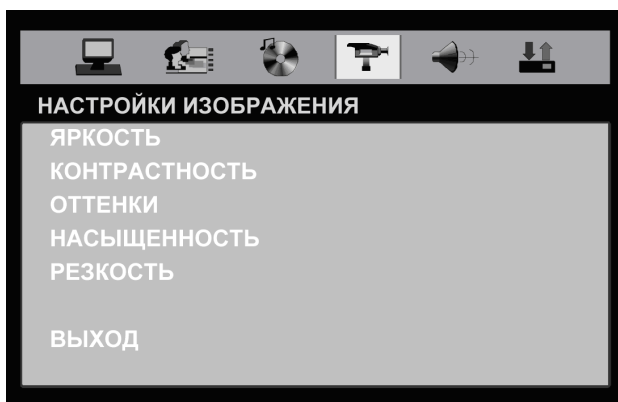 НАСТРОЙКИ ИЗОБРАЖЕНИЯ
ЯРКОСТЬ
КОНТРАСТНОСТЬ
ОТТЕНКИ
НАСЫЩЕННОСТЬ
РЕЗКОСТЬ
ВЫХОД